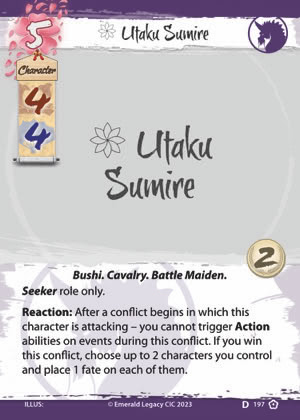 5
Utaku Sumire
Character
4
4
Utaku
Sumire
2
Bushi. Cavalry. Battle Maiden.
Seeker role only.
Reaction: After a conflict begins in which this
character is attacking – you cannot trigger Action
abilities on events during this conflict. If you win
this conflict, choose up to 2 characters you control
and place 1 fate on each of them.
ILLUS: © Emerald Legacy CIC 2023 D 197